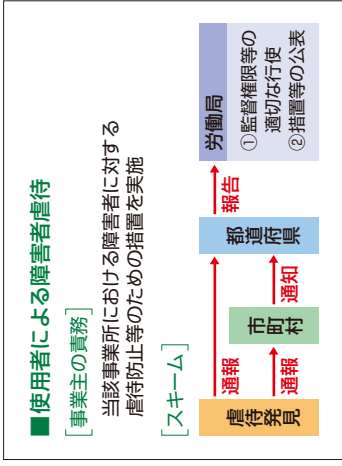 ■使用者による障害者虐待
[事業主の責務]
当該事業所における障害者に対する
虐待防止等のための措置を実施
[スキーム]
虐待発見
通報
通報
市町村
通知
都道府県
報告
労働局
①監督権限等の
適切な行使
②措置等の公表